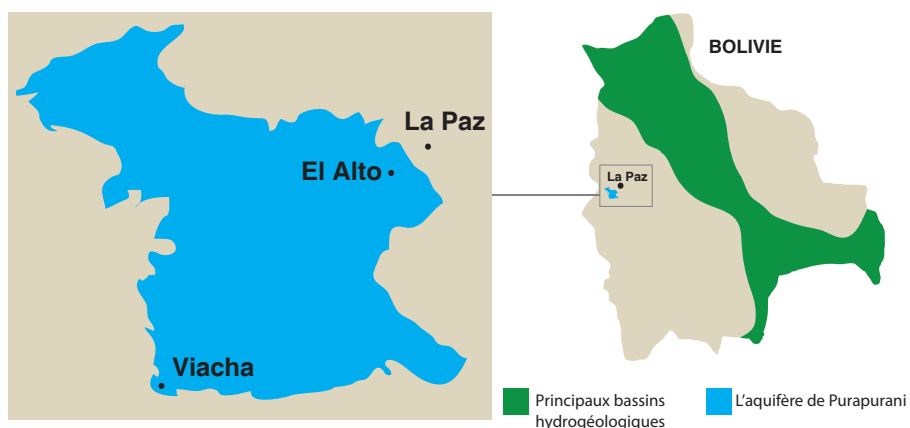 BOLIVIE
La Paz
El Alto
La Paz
Viacha
Principaux bassins
hydrogéologiques
L'aquifère de Purapurani